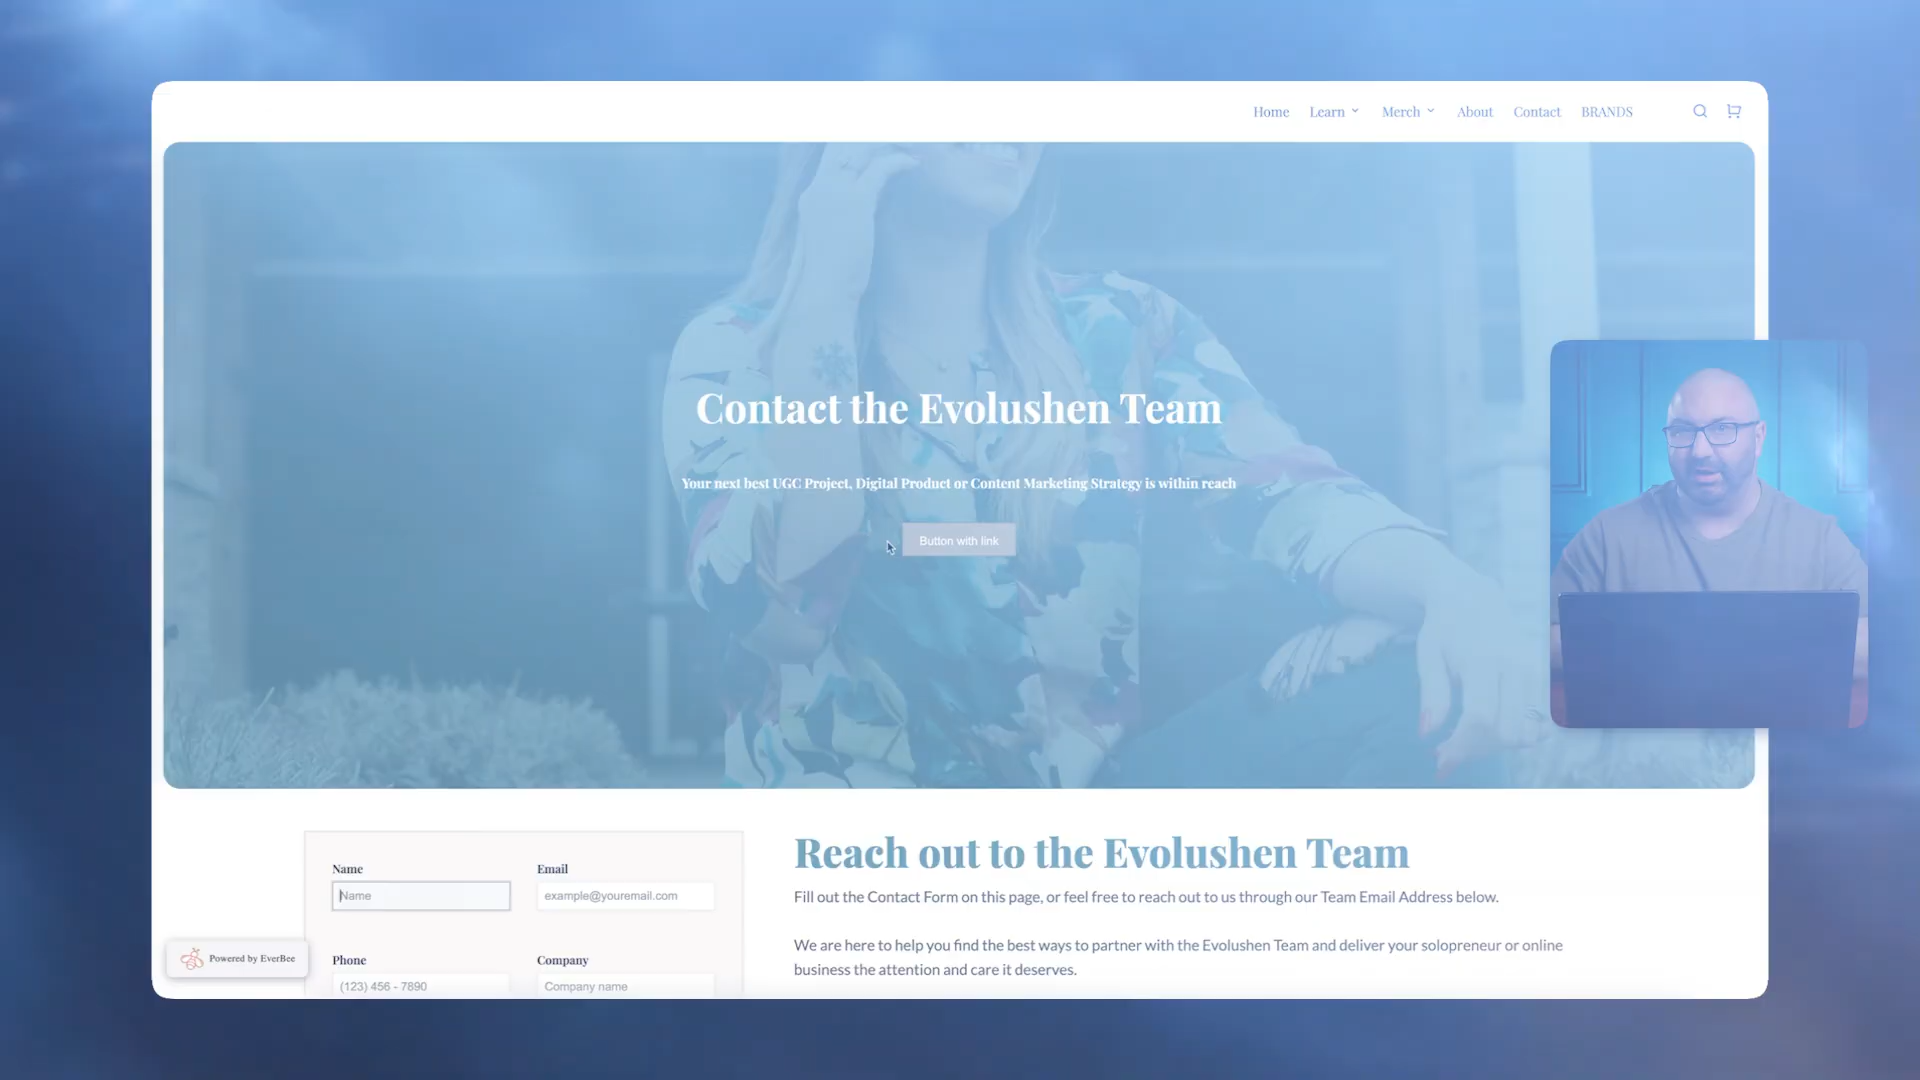 Home
Learn
Merch
About
Contact
BRANDS
Contact the Evolushen Team
Your next best UGC Project, Digital Product or Content Marketing Strategy is within reach
Button with link
Name
Email
Name
example@youremail.com
Phone
Company
(123) 456 - 7890
Company name
Powered by EverBee
Reach out to the Evolushen Team
Fill out the Contact Form on this page, or feel free to reach out to us through our Team Email Address below.
We are here to help you find the best ways to partner with the Evolushen Team and deliver your solopreneur or online
business the attention and care it deserves.